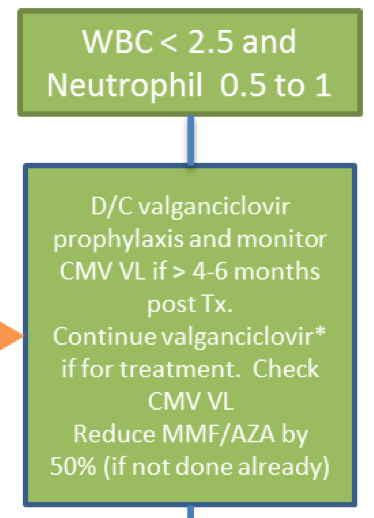 WBC < 2.5 and
Neutrophil 0.5 to 1
D/C valganciclovir
prophylaxis and monitor
CMV VL if > 4-6 months
post Tx.
Continue valganciclovir*
if for treatment. Check
CMV VL
Reduce MMF/AZA by
50% (if not done already)